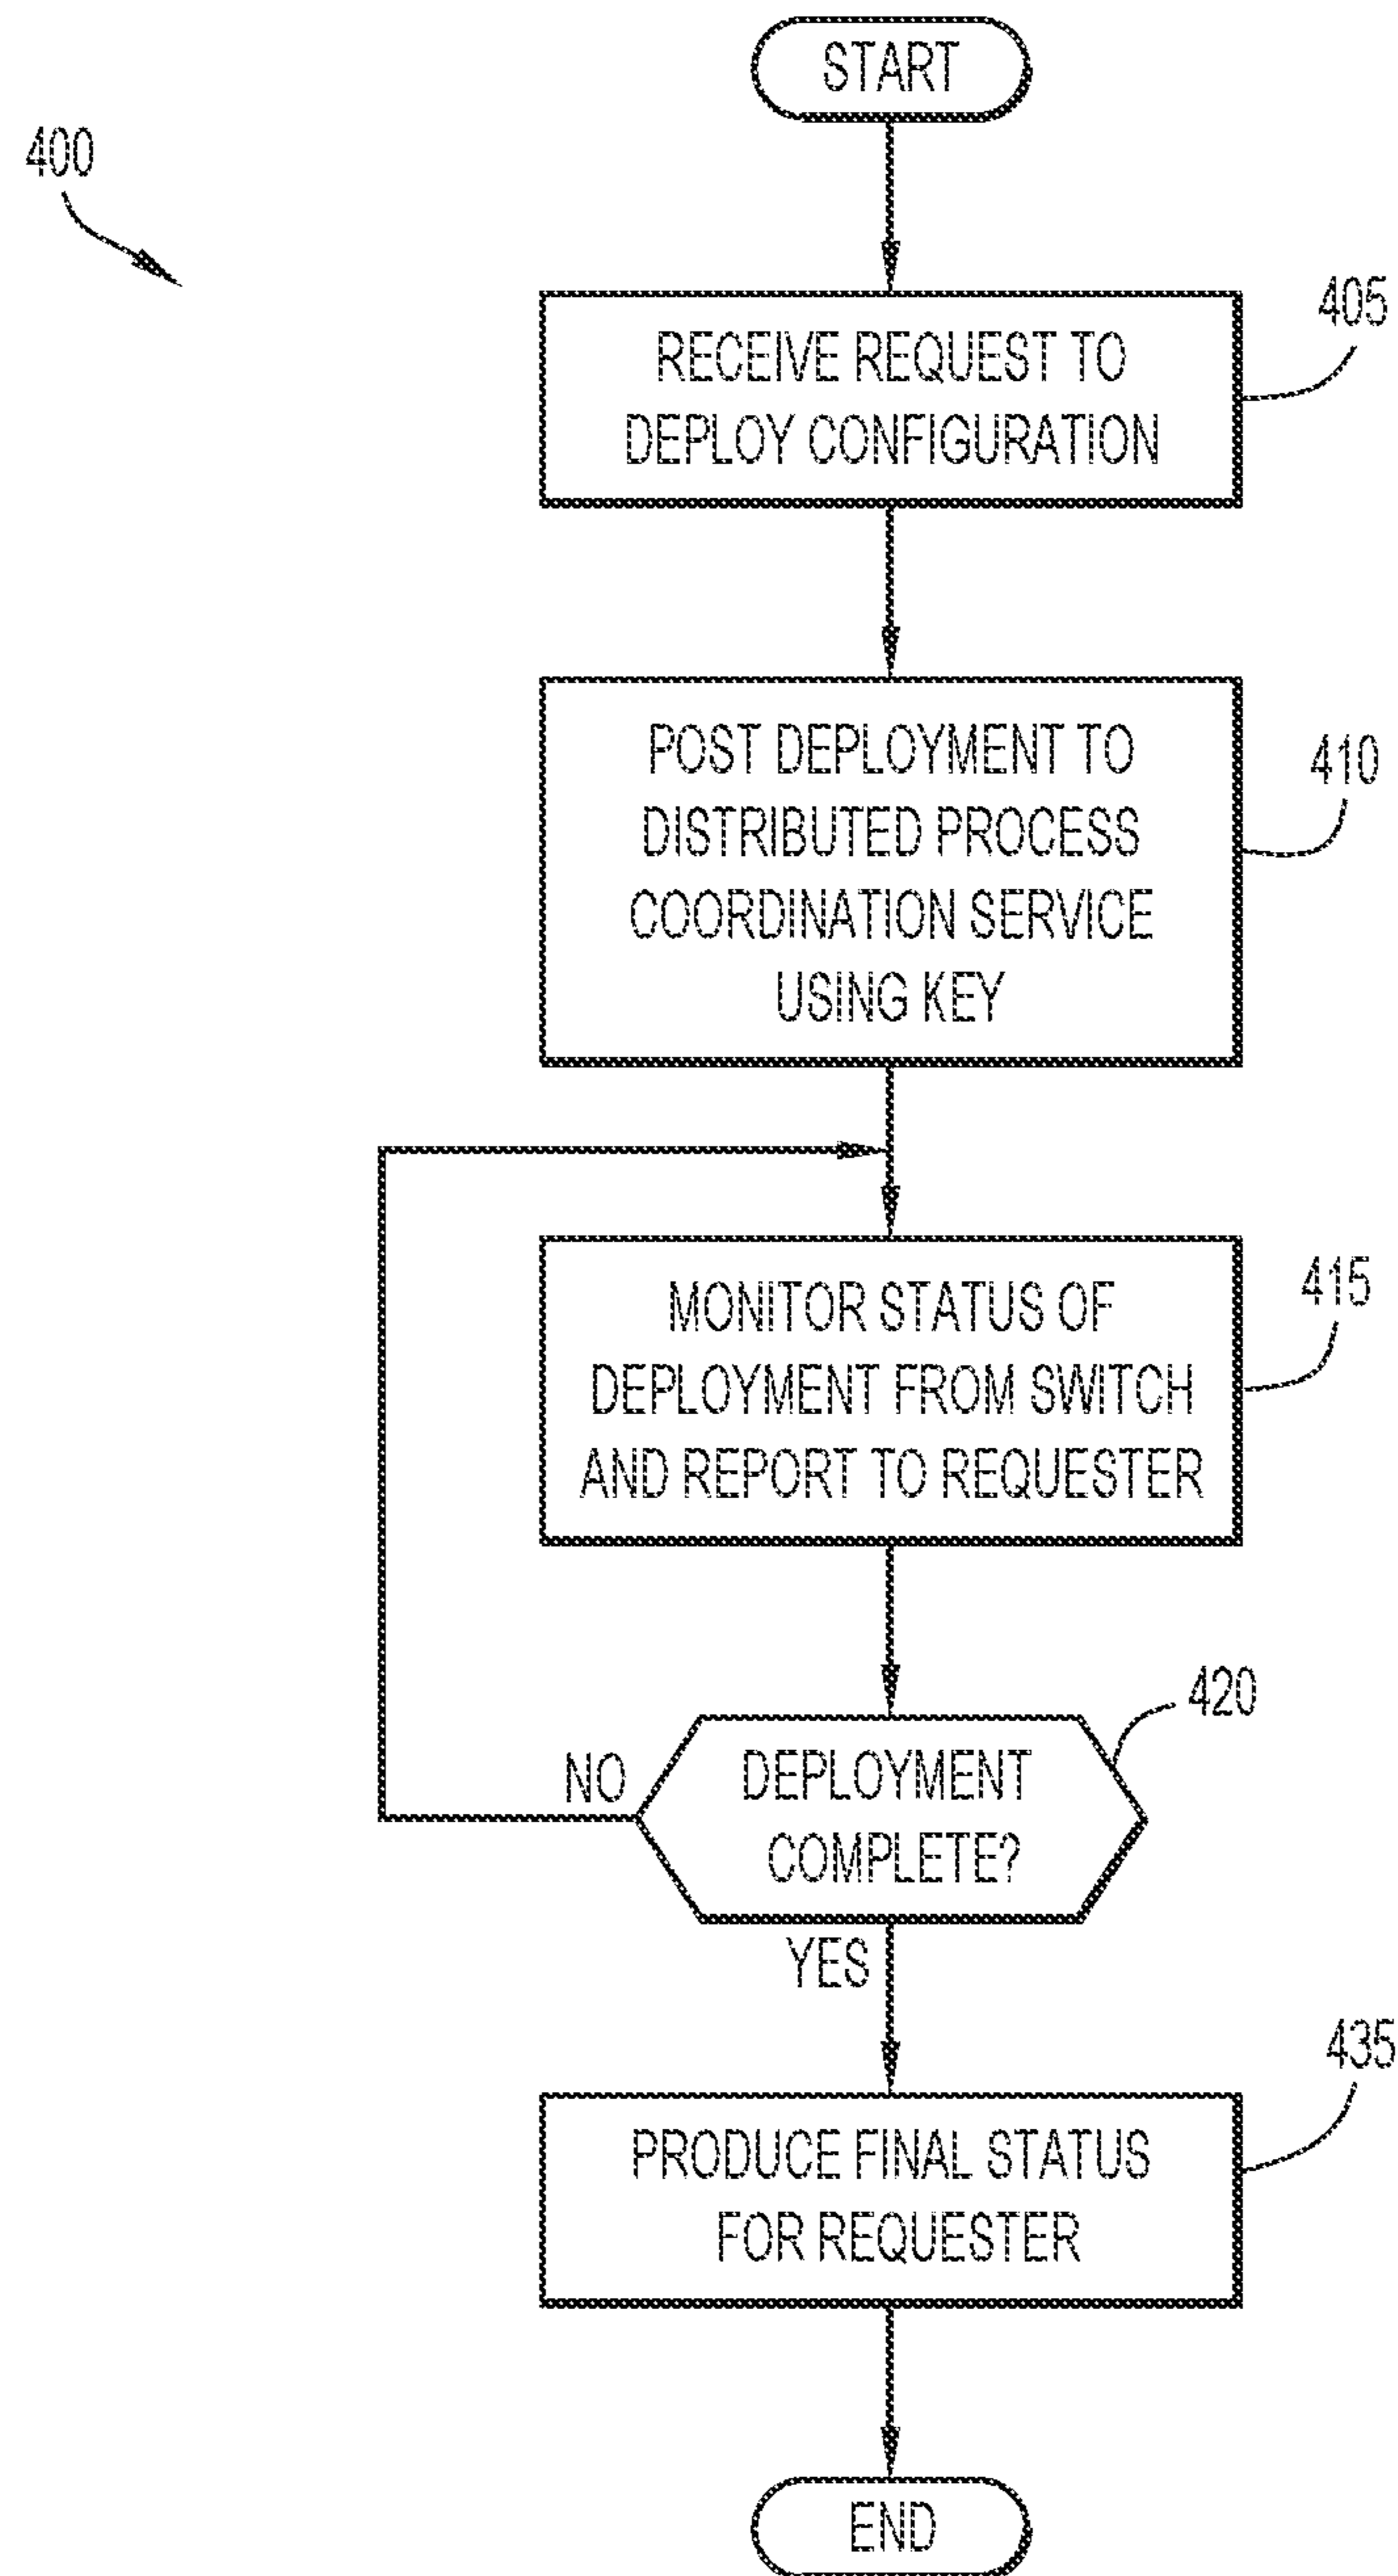 START
400
405
RECEIVE REQUEST TO
DEPLOY CONFIGURATION
410
POST DEPLOYMENT TO
DISTRIBUTED PROCESS
COORDINATION SERVICE
USING KEY
415
MONITOR STATUS OF
DEPLOYMENT FROM SWITCH
AND REPORT TO REQUESTER
420
NO
DEPLOYMENT
COMPLETE?
YES
435
PRODUCE FINAL STATUS
FOR REQUESTER
END